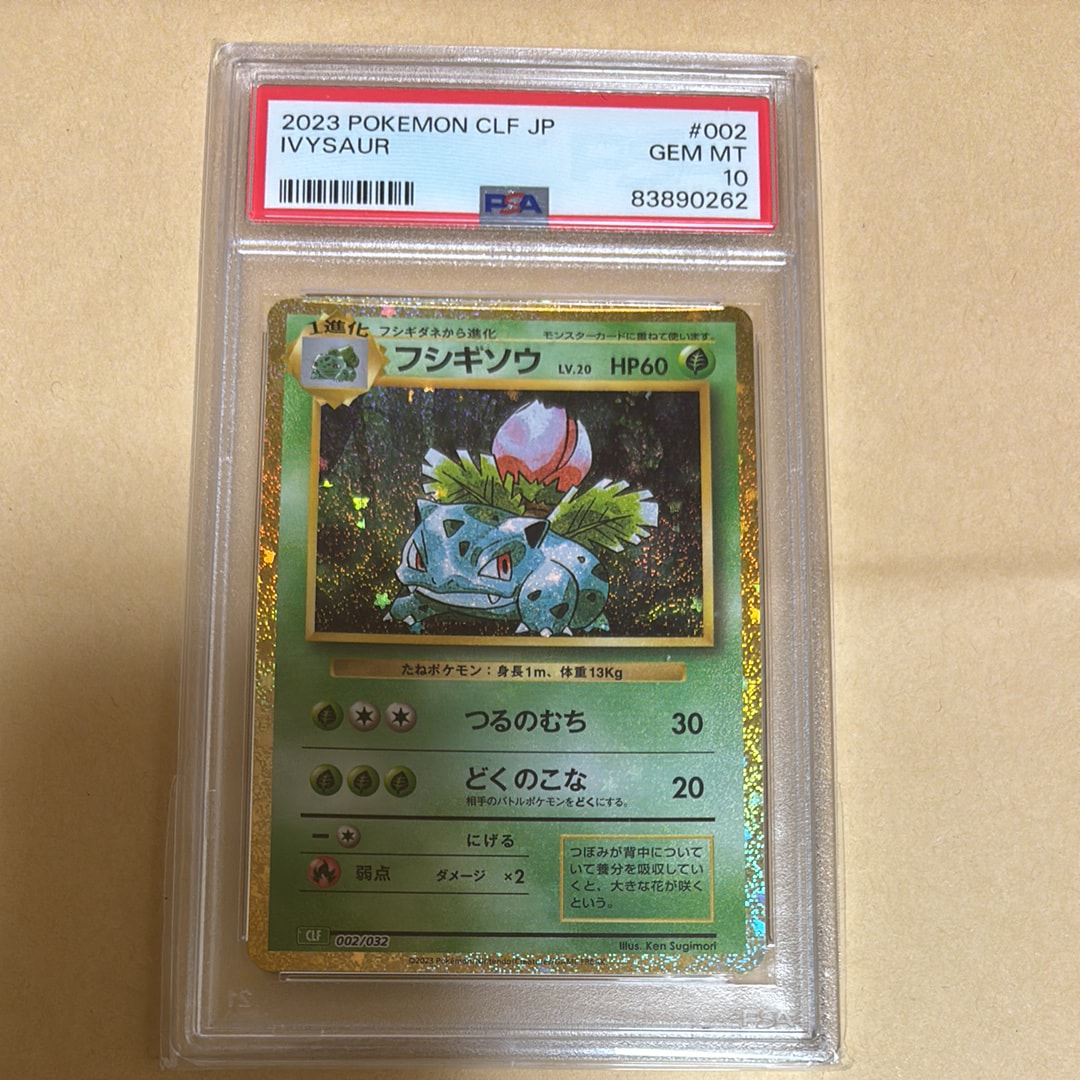 2023 POKEMON CLF JP #002
IVYSAUR GEM MT
10
PSA 83890262
1進化 フシギダネから進化 モンスターカードに重ねて使います。
フシギソウ LV.20 HP60
たねポケモン：身長1m、体重13Kg
つるのむち 30
どくのこな 20
相手のバトルポケモンをどくにする。
にげる
弱点 ダメージ ×2
つぼみが背中について
いて養分を吸収してい
くと、大きな花が咲く
という。
CLF 002/032 Illus. Ken Sugimori
©2023 Pokémon/Nintendo/Creatures/GAME FREAK
PSA